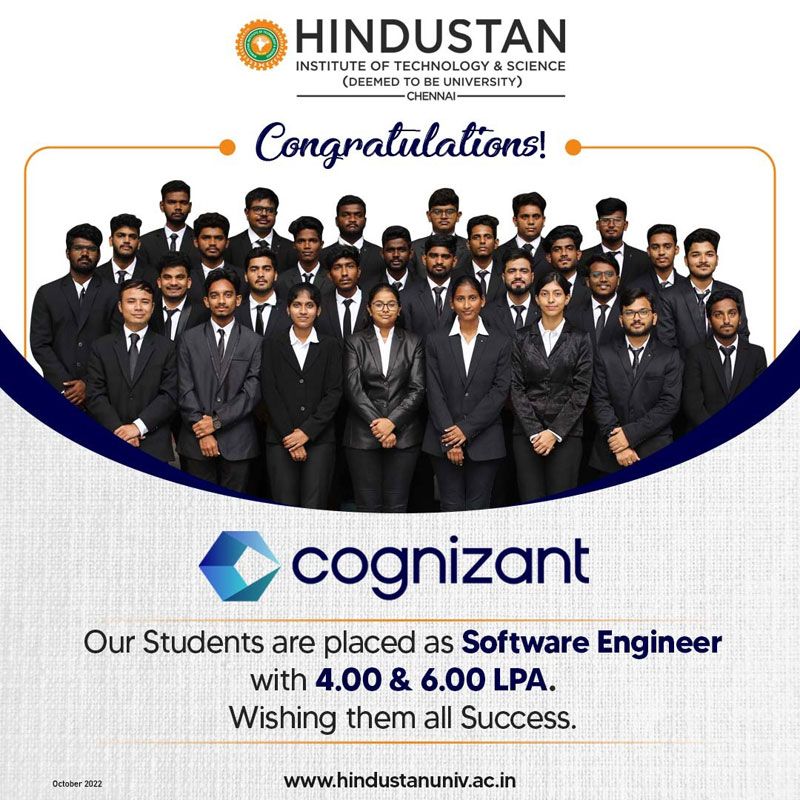 HINDUSTAN
INSTITUTE OF TECHNOLOGY & SCIENCE
(DEEMED TO BE UNIVERSITY)
CHENNAI
Congratulations!
cognizant
Our Students are placed as Software Engineer
with 4.00 & 6.00 LPA.
Wishing them all Success.
October 2022
www.hindustanuniv.ac.in